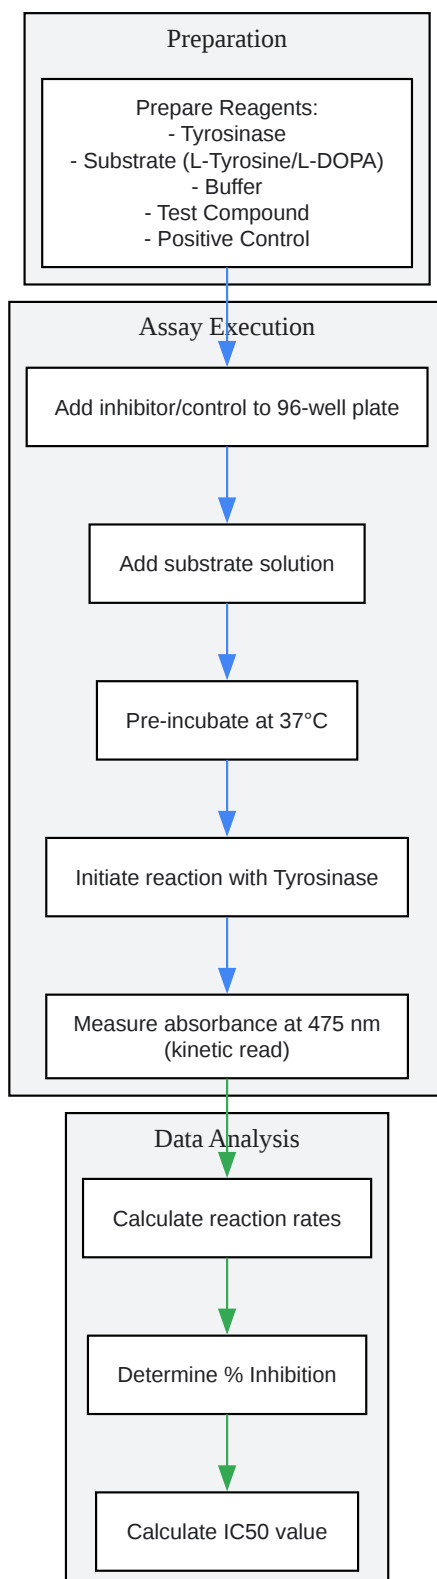 Preparation
Prepare Reagents:
- Tyrosinase
- Substrate (L-Tyrosine/L-DOPA)
- Buffer
- Test Compound
- Positive Control
Assay Execution
Add inhibitor/control to 96-well plate
Add substrate solution
Pre-incubate at 37°C
Initiate reaction with Tyrosinase
Measure absorbance at 475 nm
(kinetic read)
Data Analysis
Calculate reaction rates
Determine % Inhibition
Calculate IC50 value